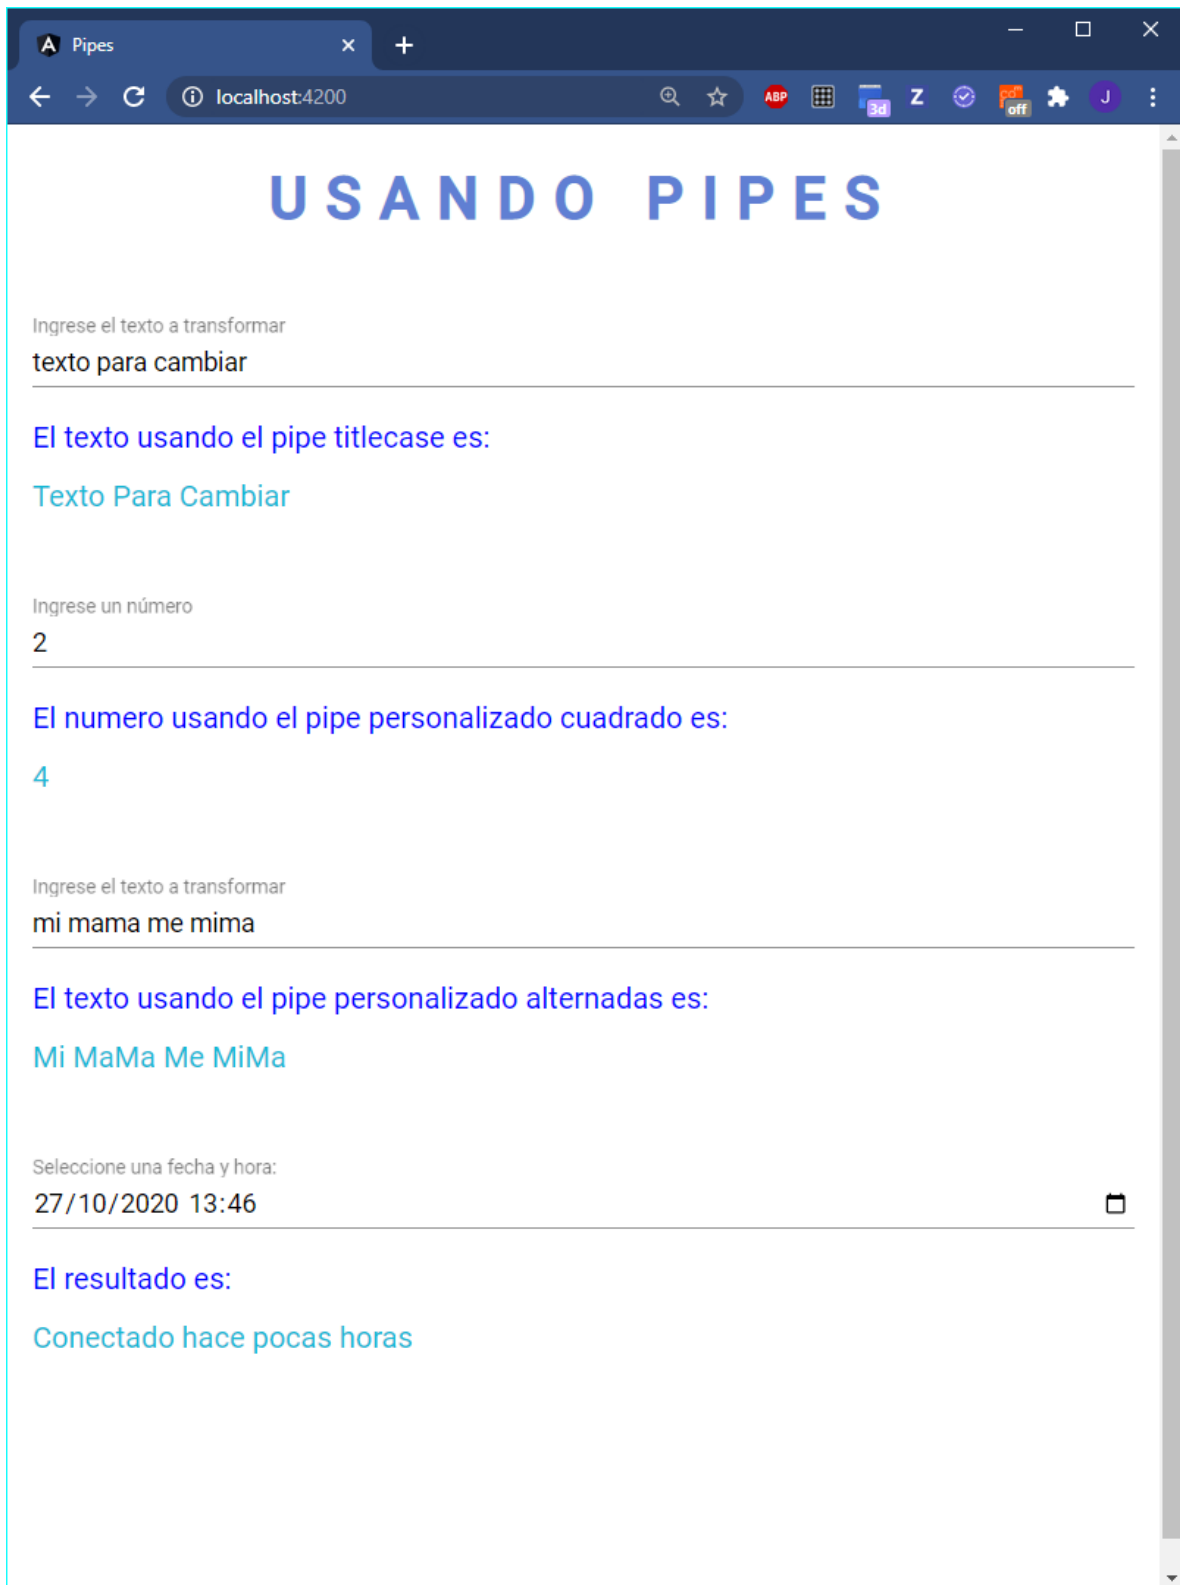 Pipes
localhost:4200
ABP
3d
Z
off
J
USANDO PIPES
Ingrese el texto a transformar
texto para cambiar
El texto usando el pipe titlecase es:
Texto Para Cambiar
Ingrese un número
2
El numero usando el pipe personalizado cuadrado es:
4
Ingrese el texto a transformar
mi mama me mima
El texto usando el pipe personalizado alternadas es:
Mi MaMa Me MiMa
Seleccione una fecha y hora:
27/10/2020 13:46
El resultado es:
Conectado hace pocas horas